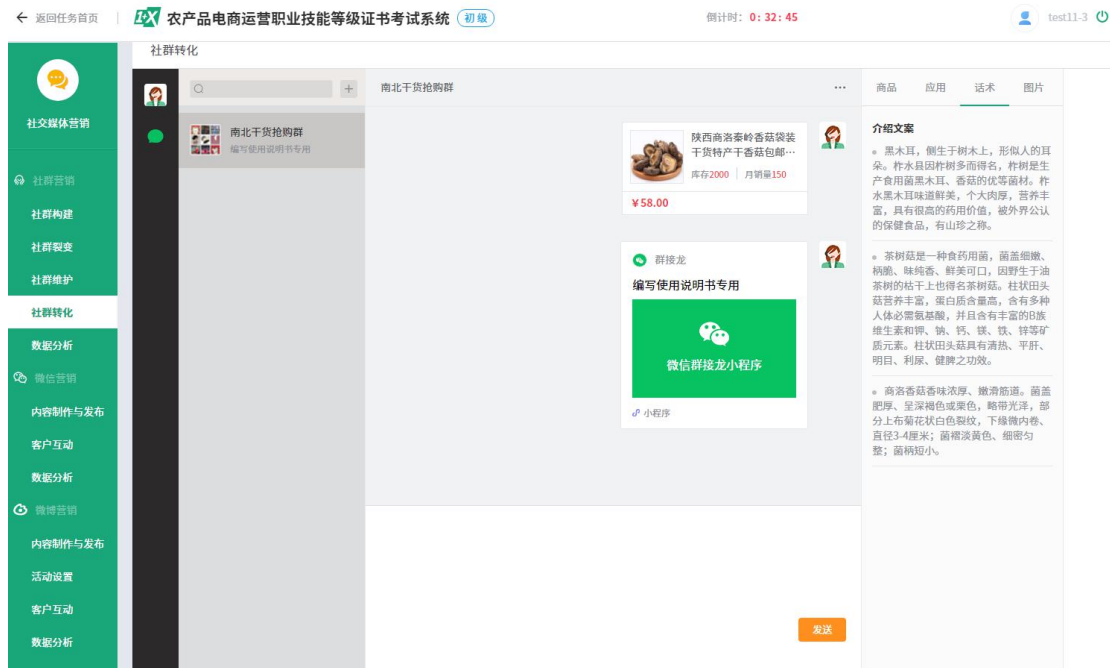 返回任务首页
1+X 农产品电商运营职业技能等级证书考试系统 初级
倒计时: 0:32:45
test11-3
社交媒体营销
社群营销
社群构建
社群裂变
社群维护
社群转化
数据分析
微信营销
内容制作与发布
客户互动
数据分析
微博营销
内容制作与发布
活动设置
客户互动
数据分析
社群转化
南北干货抢购群
编写使用说明书专用
南北干货抢购群
陕西商洛秦岭香菇袋装
干货特产干香菇包邮…
库存2000 月销量150
¥58.00
群接龙
编写使用说明书专用
微信群接龙小程序
小程序
发送
商品 应用 话术 图片
介绍文案
黑木耳，侧生于树木上，形似人的耳
朵。柞水县因柞树多而得名，柞树是生
产食用菌黑木耳、香菇的优等菌材。柞
水黑木耳味道鲜美，个大肉厚，营养丰
富，具有很高的药用价值，被外界公认
的保健食品，有山珍之称。
茶树菇是一种食药用菌，菌盖细嫩、
柄脆、味纯香、鲜美可口，因野生于油
茶树的枯干上也得名茶树菇。柱状田头
菇营养丰富，蛋白质含量高，含有多种
人体必需氨基酸，并且含有丰富的B族
维生素和钾、钠、钙、镁、铁、锌等矿
质元素。柱状田头菇具有清热、平肝、
明目、利尿、健脾之功效。
商洛香菇香味浓厚、嫩滑筋道。菌盖
肥厚、呈深褐色或栗色，略带光泽，部
分上布菊花状白色裂纹，下缘微内卷、
直径3-4厘米；菌褶淡黄色、细密匀
整；菌柄短小。